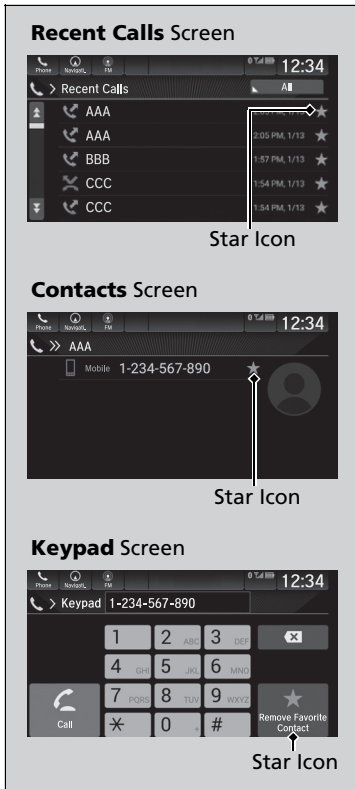 Recent Calls Screen
Phone Navigati.. FM 12:34
> Recent Calls All
AAA
AAA 2:05 PM, 1/13
BBB 1:57 PM, 1/13
CCC 1:54 PM, 1/13
CCC 1:54 PM, 1/13
Star Icon
Contacts Screen
Phone Navigati.. FM 12:34
AAA
Mobile 1-234-567-890
Star Icon
Keypad Screen
Phone Navigati.. FM 12:34
> Keypad 1-234-567-890
1 2 ABC 3 DEF
4 GHI 5 JKL 6 MNO
7 PQRS 8 TUV 9 WXYZ
* 0 #
Call
Remove Favorite
Contact
Star Icon